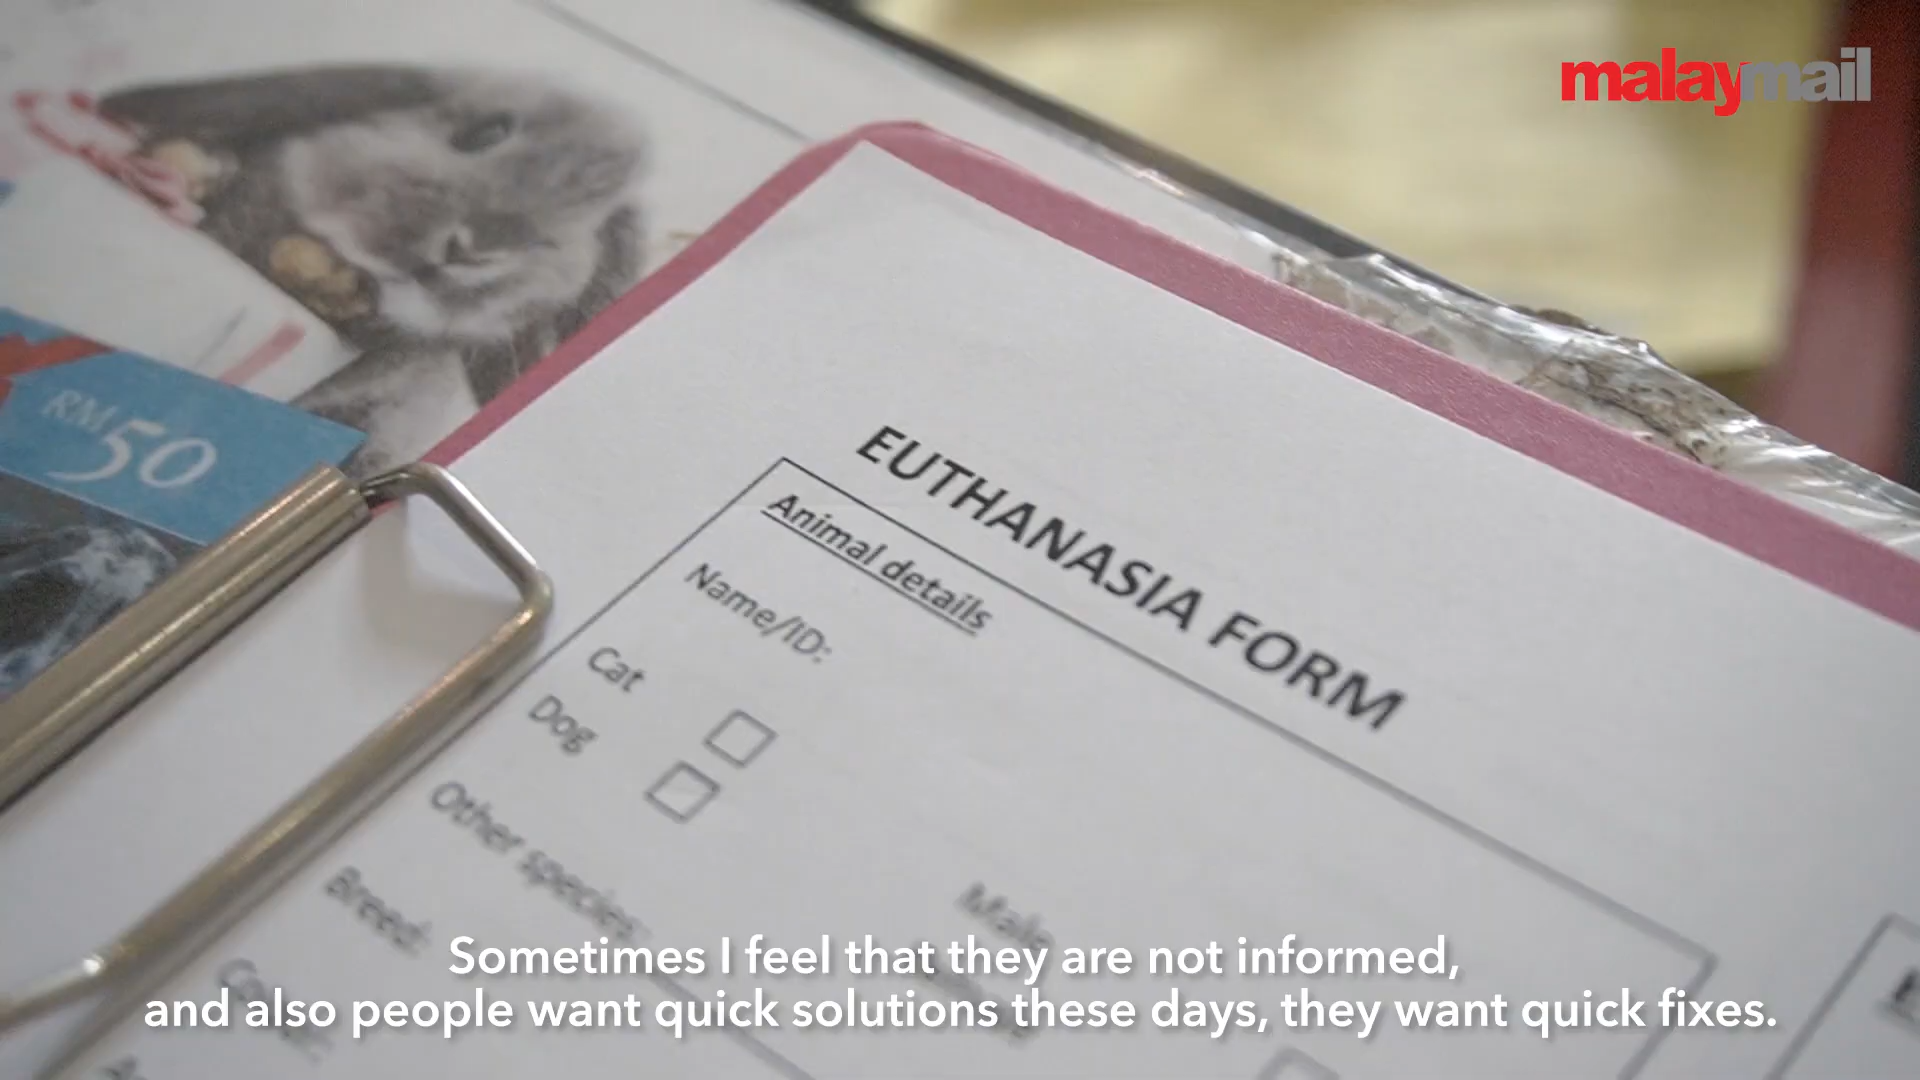 malaymail
RM50
EUTHANASIA FORM
Animal details
Name/ID:
Cat
Dog
Other species:
Breed:
Male
Sometimes I feel that they are not informed,
and also people want quick solutions these days, they want quick fixes.